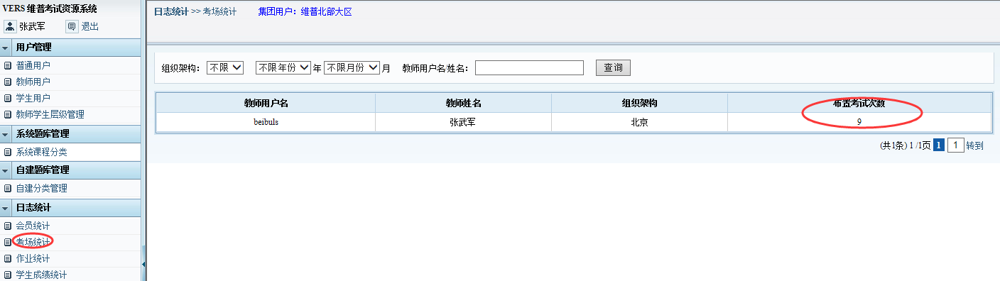 VERS 维普考试资源系统
张武军 退出
用户管理
普通用户
教师用户
学生用户
教师学生层级管理
系统题库管理
系统课程分类
自建题库管理
自建分类管理
日志统计
会员统计
考场统计
作业统计
学生成绩统计
日志统计 >> 考场统计 集团用户：维普北部大区
组织架构： 不限 不限年份 年 不限月份 月 教师用户名/姓名： 查询
教师用户名 教师姓名 组织架构 布置考试次数
beibuls 张武军 北京 9
(共1条) 1 /1页 1 1 转到